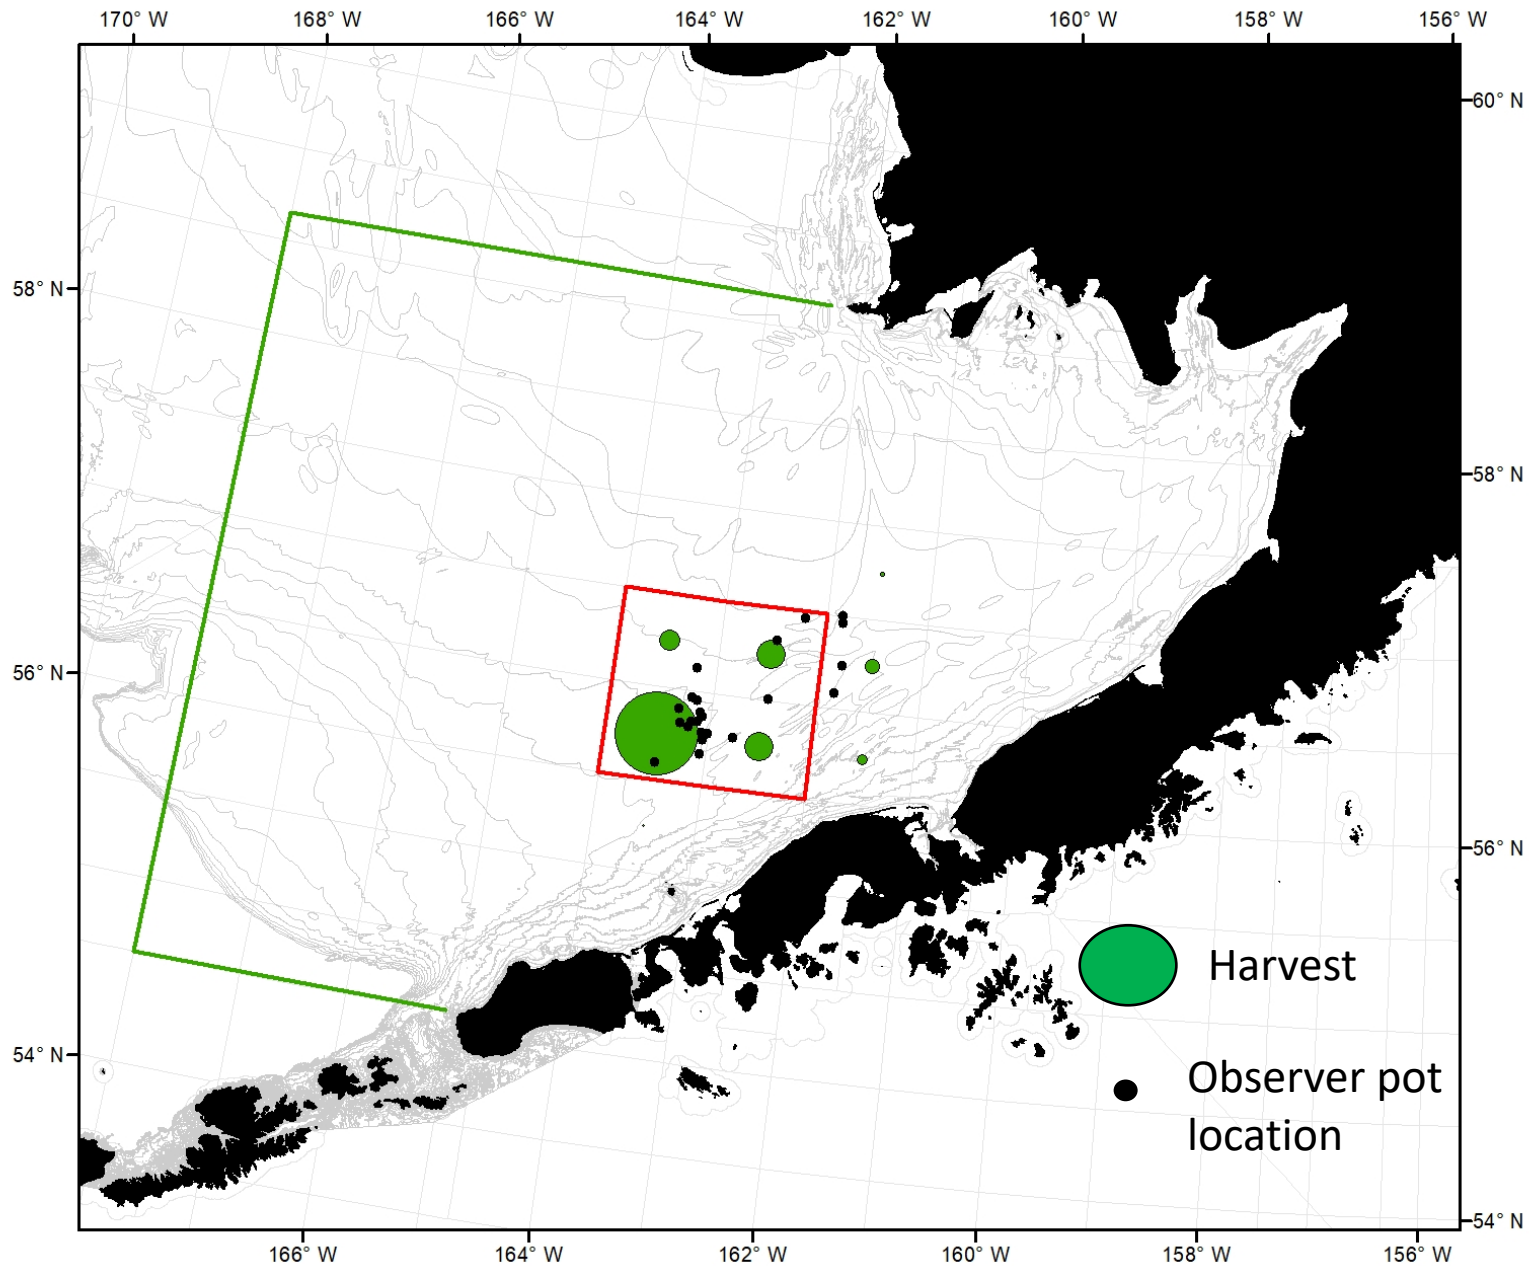 170° W 168° W 166° W 164° W 162° W 160° W 158° W 156° W
60° N
58° N
58° N
56° N
56° N
Harvest
54° N
Observer pot
location
54° N
166° W 164° W 162° W 160° W 158° W 156° W